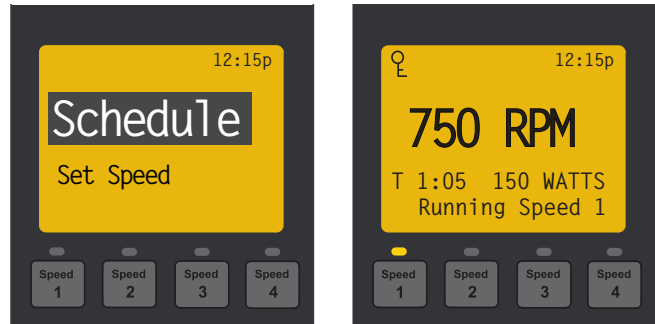 12:15p
Schedule
Set Speed
Speed 1
Speed 2
Speed 3
Speed 4
12:15p
750 RPM
T 1:05 150 WATTS
Running Speed 1
Speed 1
Speed 2
Speed 3
Speed 4